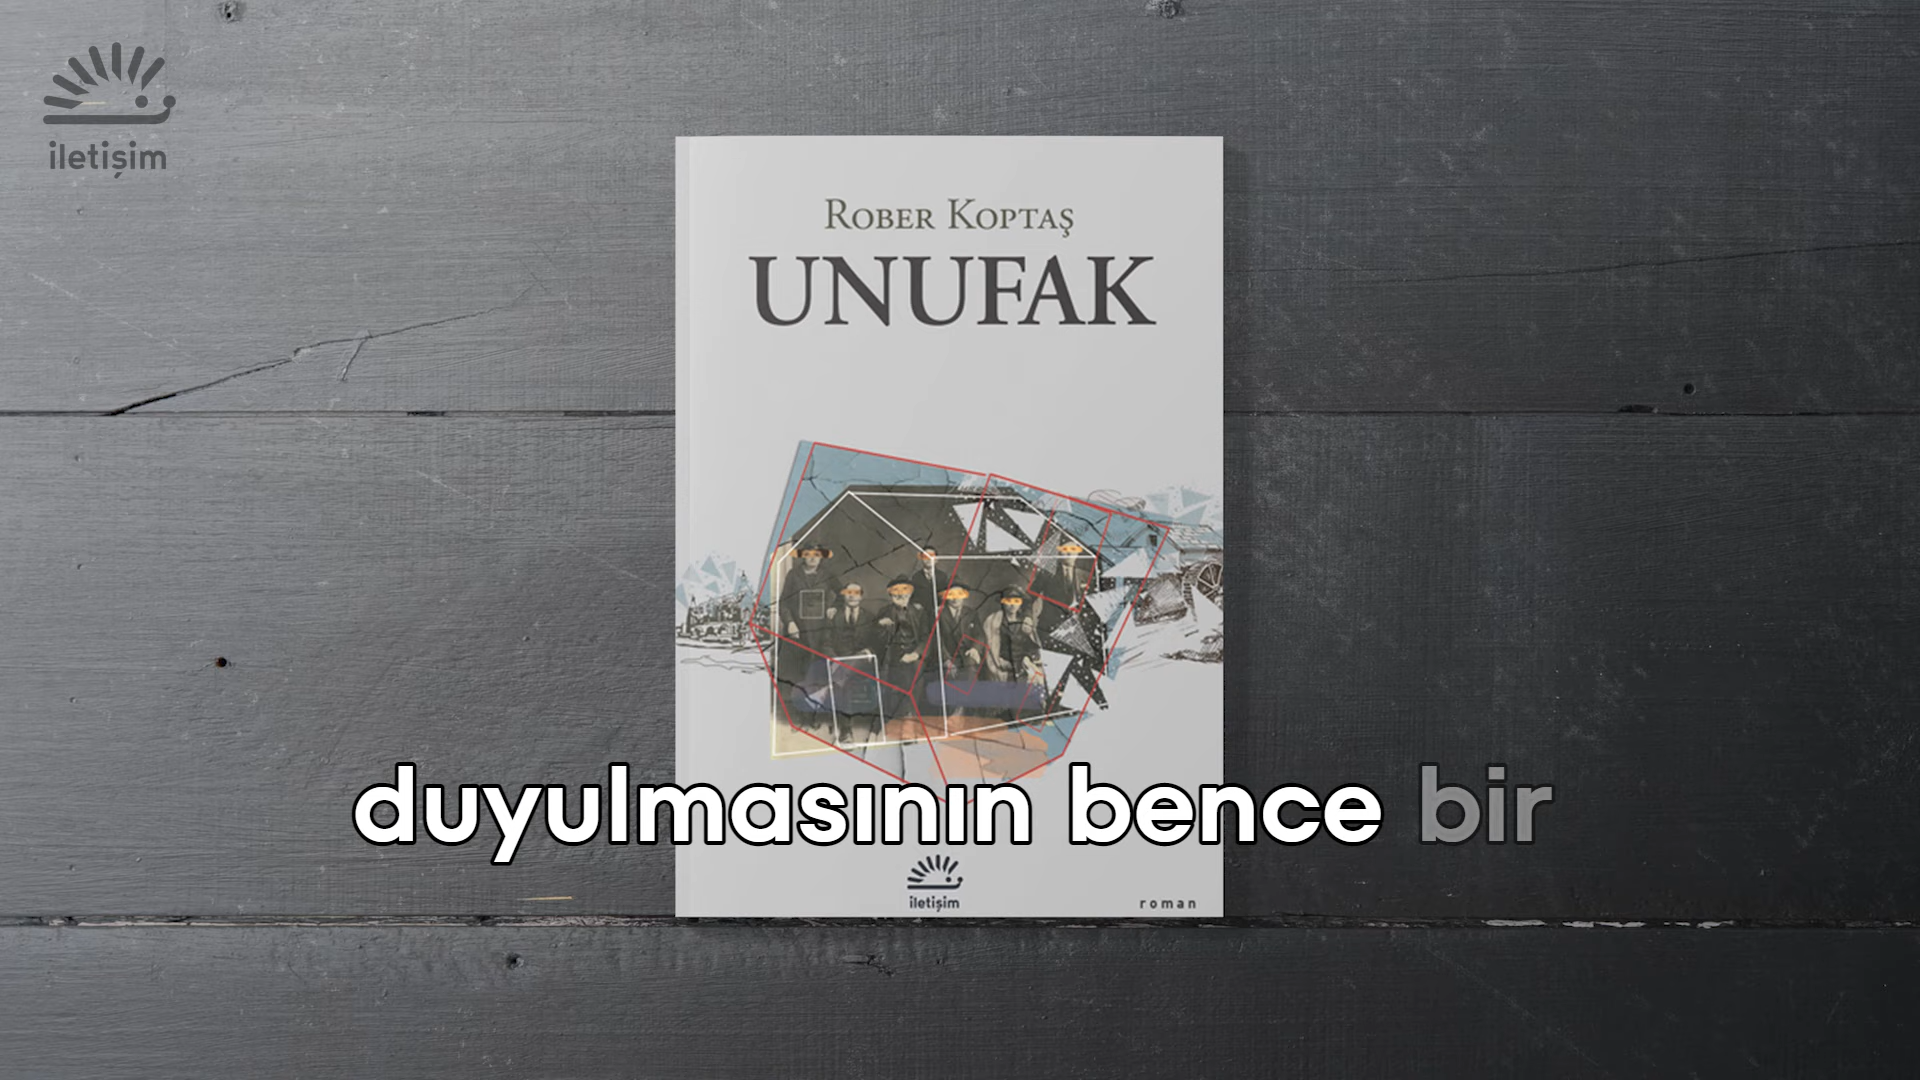 iletişim
ROBER KOPTAŞ
UNUFAK
duyulmasının bence bir
iletişim
roman